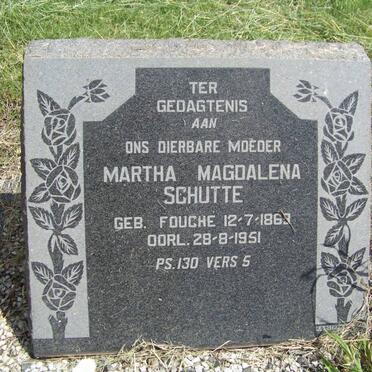 TER
GEDAGTENIS
AAN
ONS DIERBARE MOEDER
MARTHA MAGDALENA
SCHUTTE
GEB. FOUCHE 12-7-1863
OORL. 28-8-1951
PS. 130 VERS 5